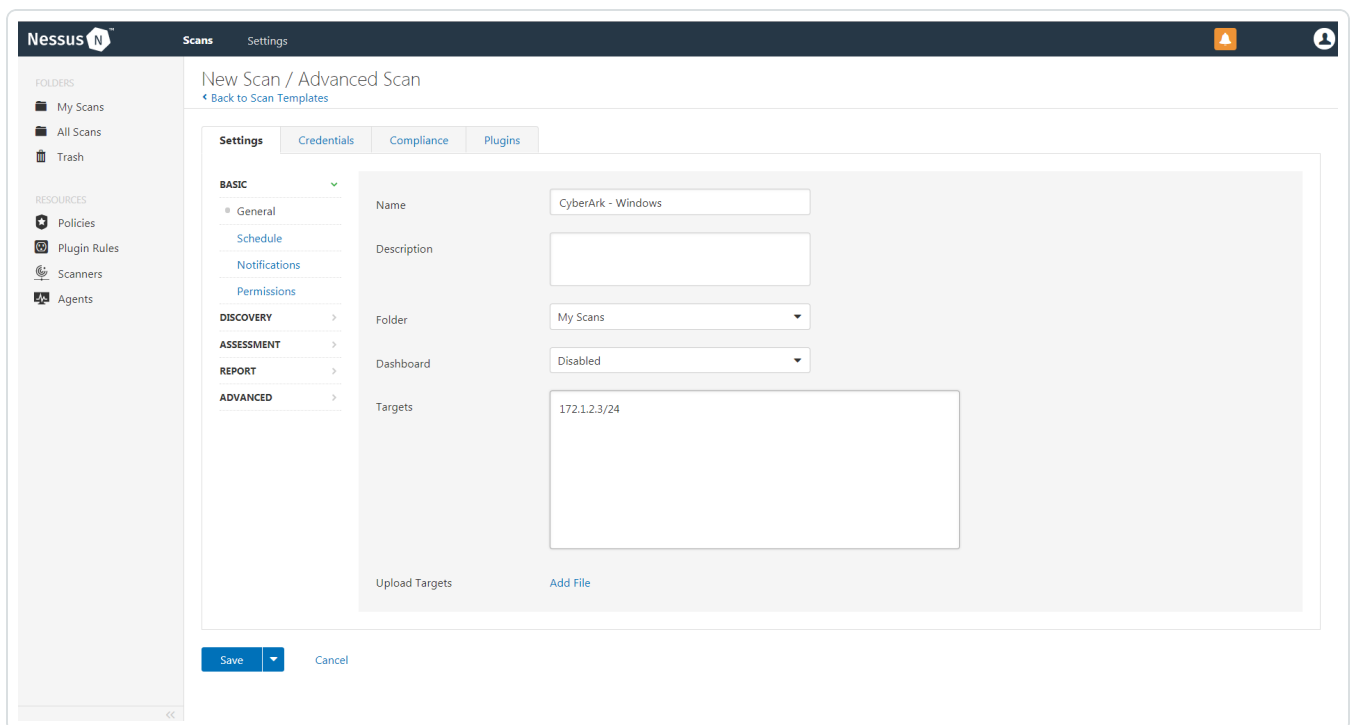 Nessus N ™
Scans Settings
FOLDERS
My Scans
All Scans
Trash
RESOURCES
Policies
Plugin Rules
Scanners
Agents
New Scan / Advanced Scan
Back to Scan Templates
Settings Credentials Compliance Plugins
BASIC
General
Schedule
Notifications
Permissions
DISCOVERY
ASSESSMENT
REPORT
ADVANCED
Name CyberArk - Windows
Description
Folder My Scans
Dashboard Disabled
Targets 172.1.2.3/24
Upload Targets Add File
Save Cancel